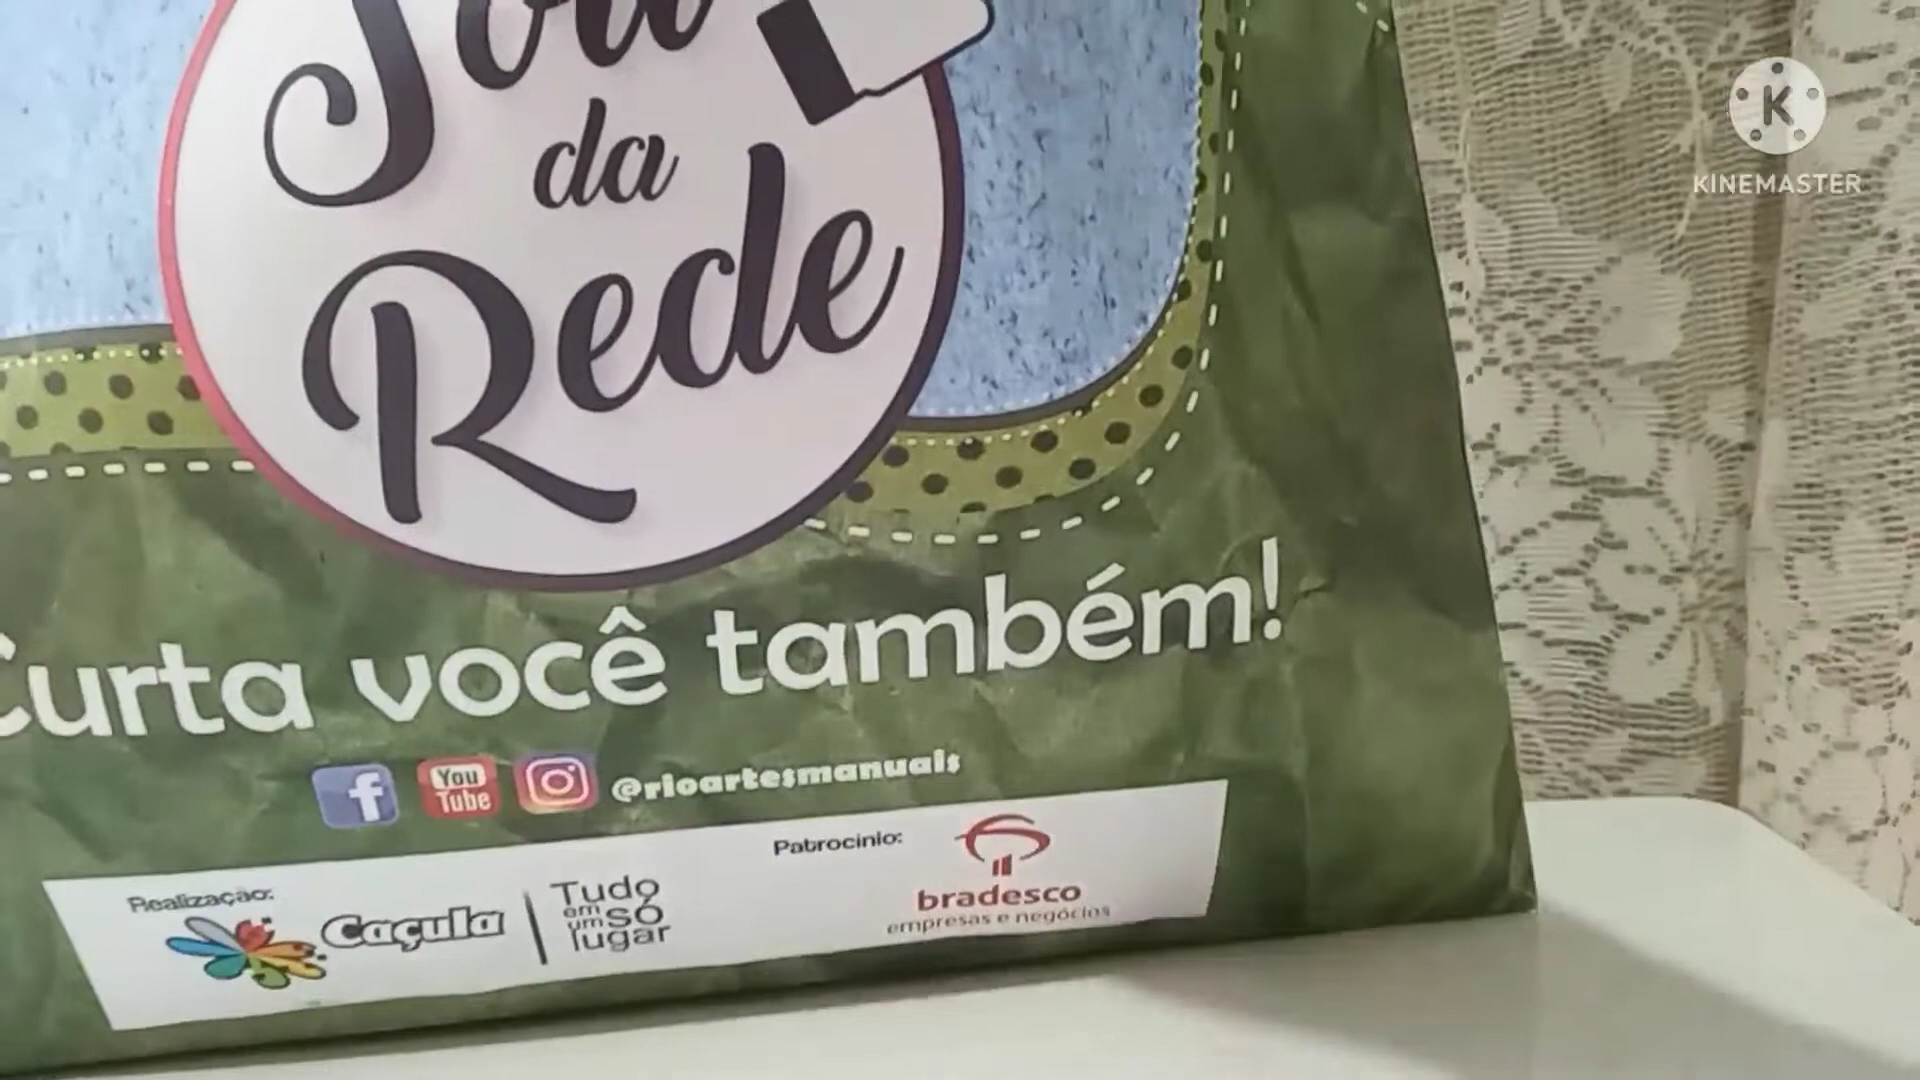 Sou
da
Rede
Curta você também!
f
You
Tube
@rioartesmanuais
Realização:
Caçula
Tudo
em
um só
lugar
Patrocínio:
bradesco
empresas e negócios
K
KINEMASTER